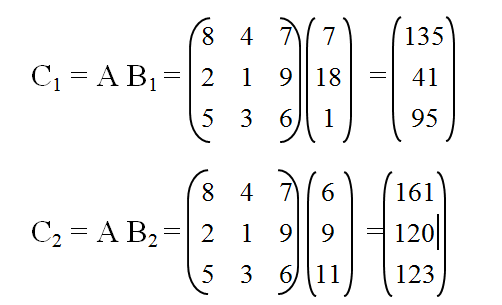 8 4 7 7 135
C₁ = A B₁ = 2 1 9 18 = 41
5 3 6 1 95
8 4 7 6 161
C₂ = A B₂ = 2 1 9 9 = 120
5 3 6 11 123